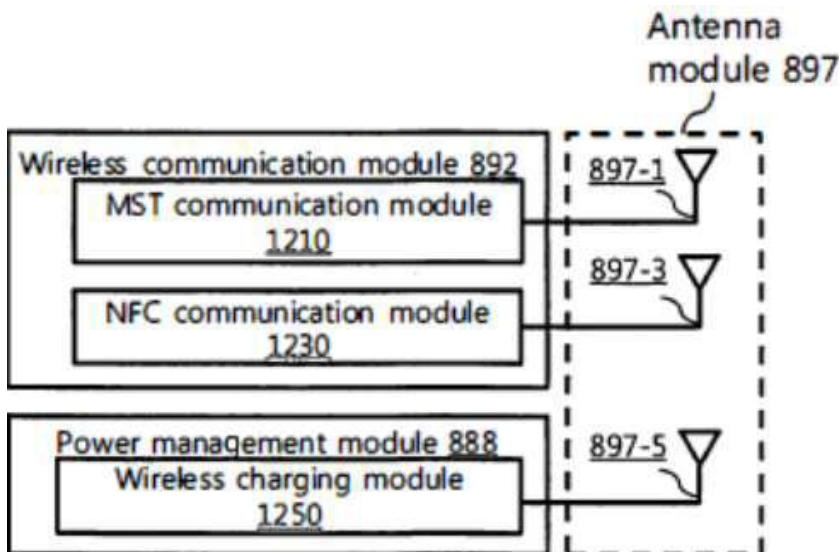 Antenna
module 897
Wireless communication module 892
897-1
MST communication module
1210
897-3
NFC communication module
1230
Power management module 888
897-5
Wireless charging module
1250